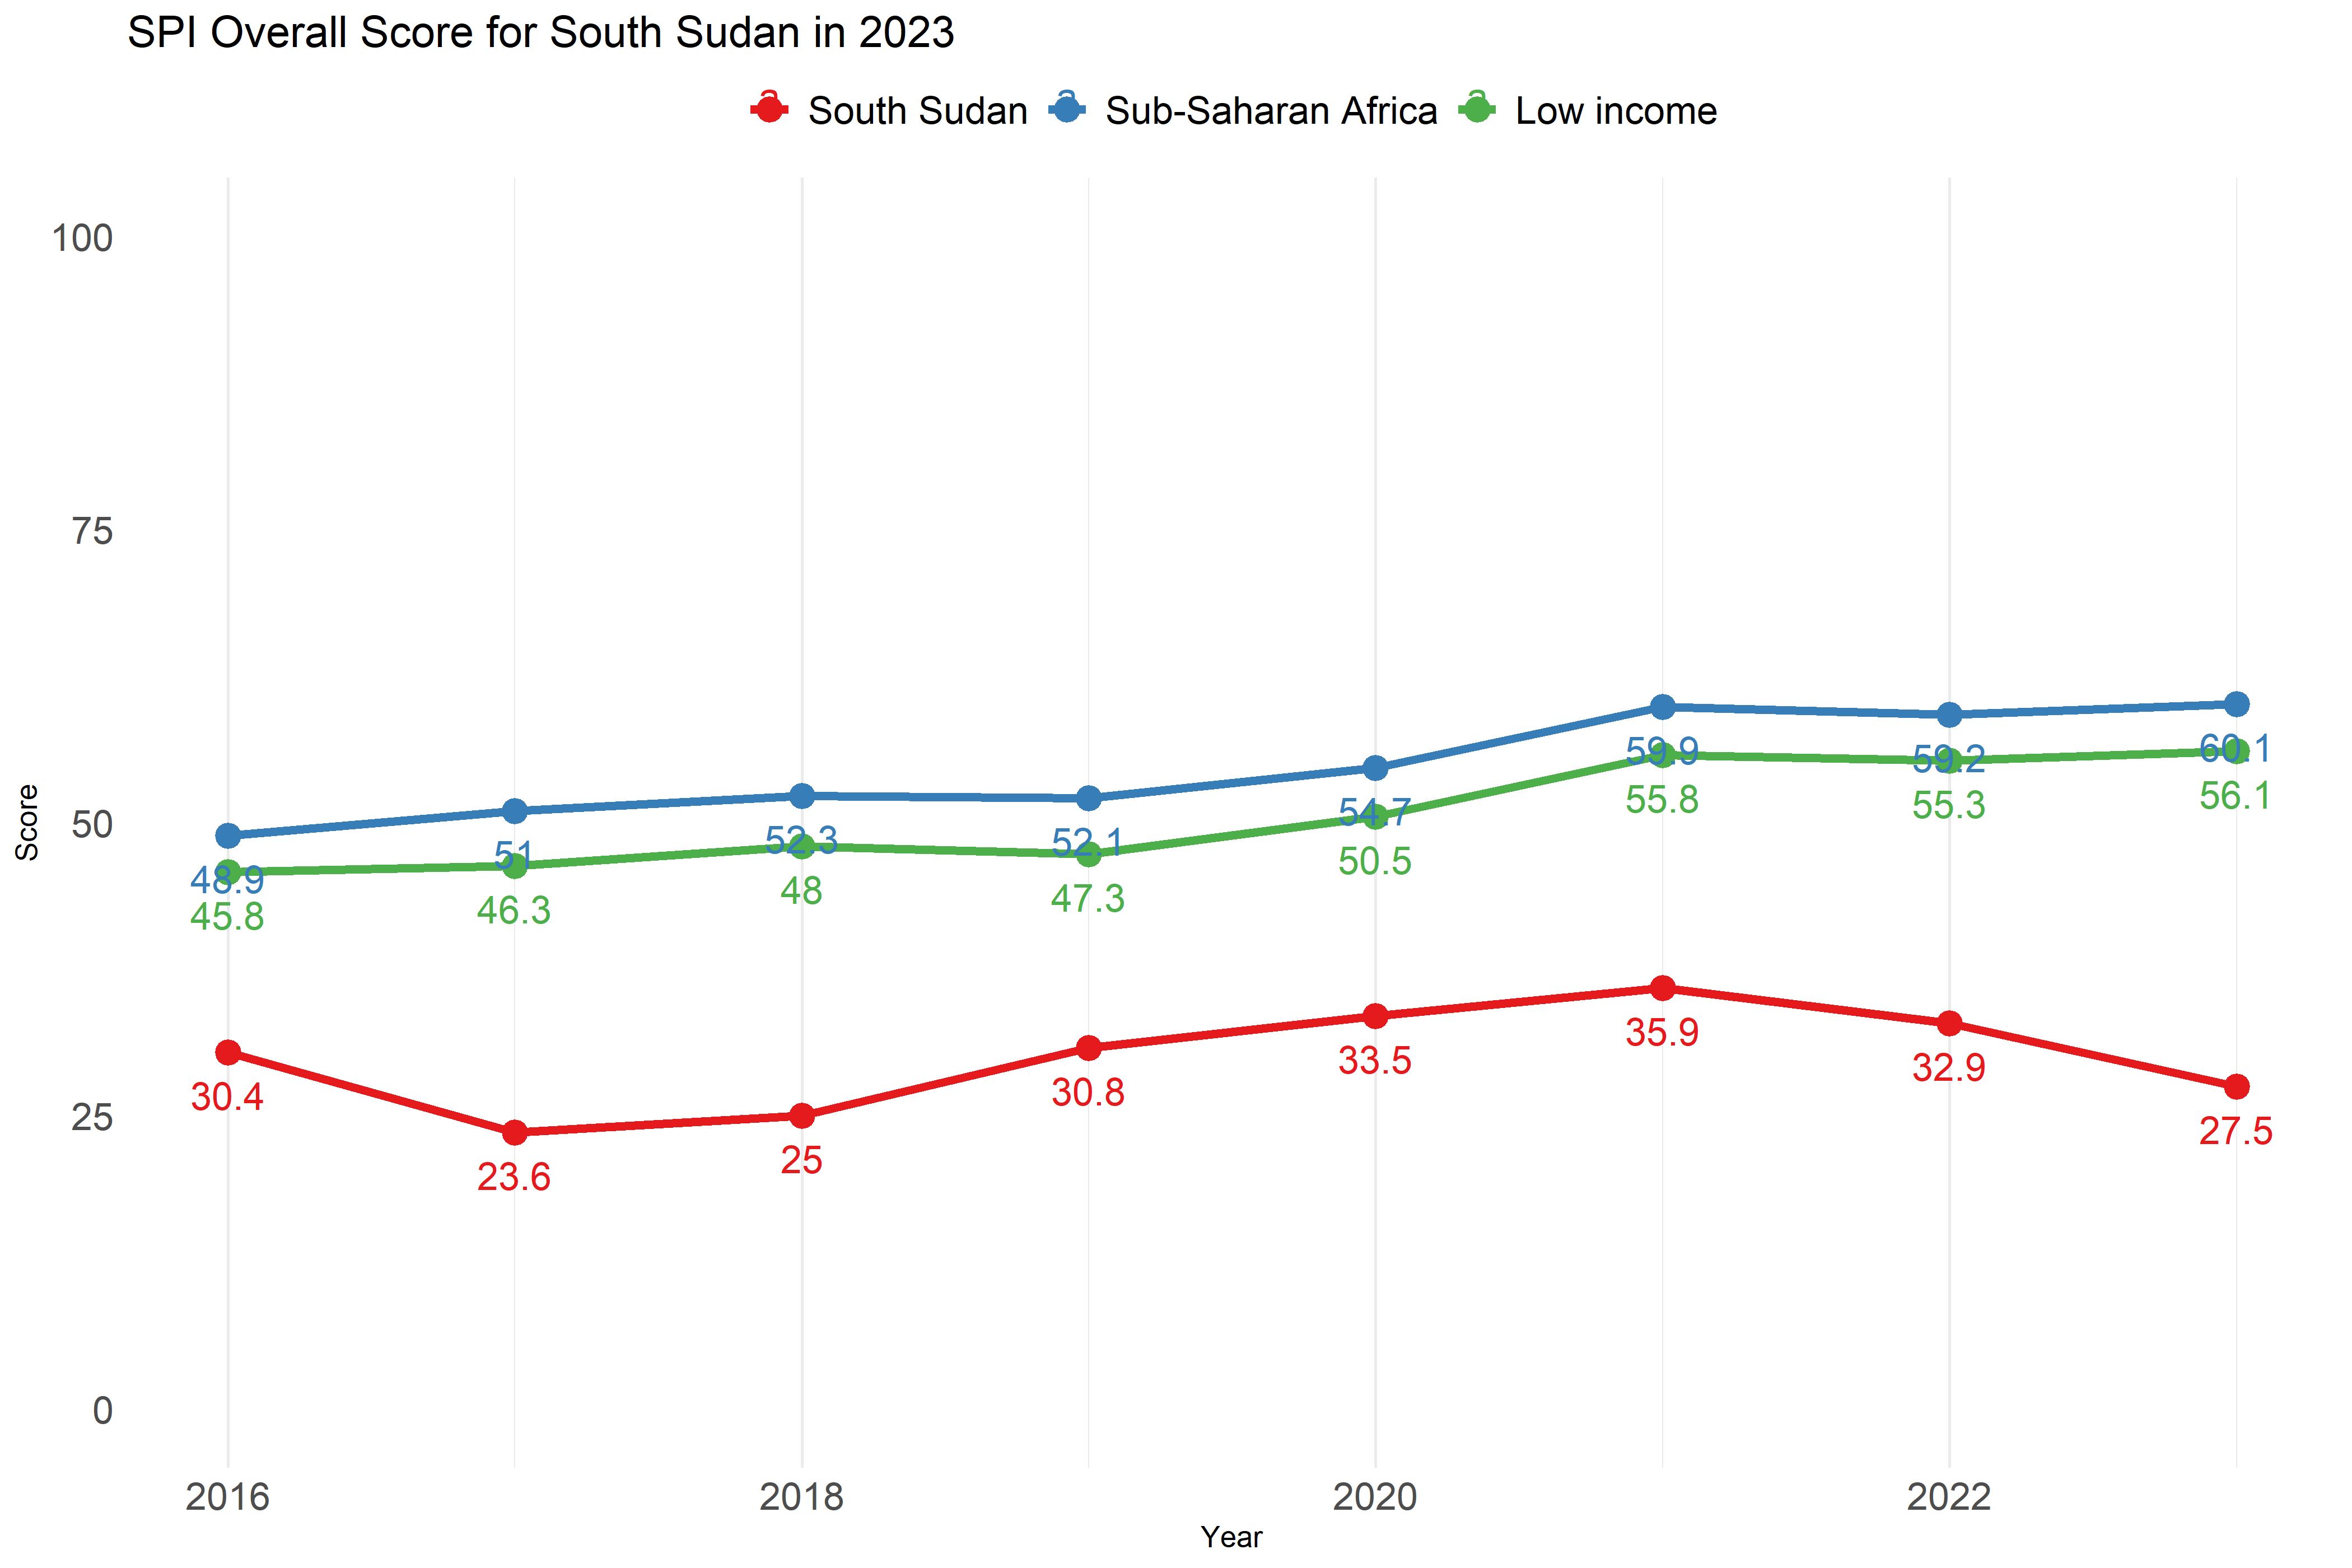 SPI Overall Score for South Sudan in 2023
a South Sudan a Sub-Saharan Africa a Low income
100
75
50
25
0
Score
59.9 59.2 60.1
55.8 55.3 56.1
48.9 51 52.3 52.1 54.7
45.8 46.3 48 47.3 50.5
30.4 23.6 25 30.8 33.5 35.9 32.9 27.5
2016 2018 2020 2022
Year